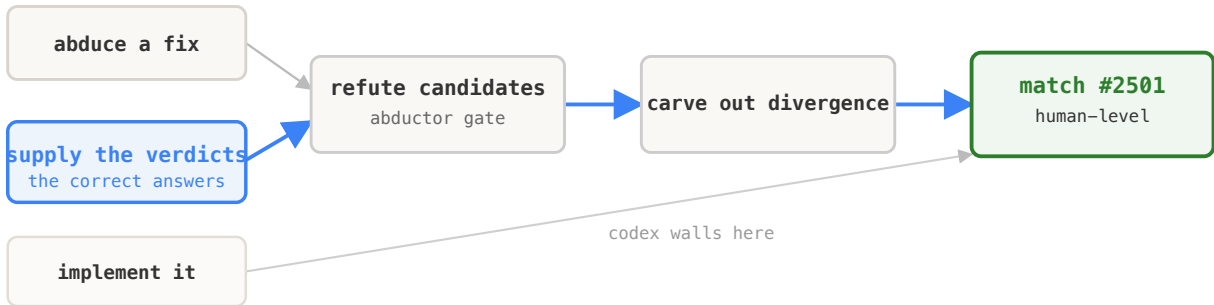 abduce a fix
supply the verdicts
the correct answers
implement it
refute candidates
abductor gate
carve out divergence
match #2501
human-level
codex walls here